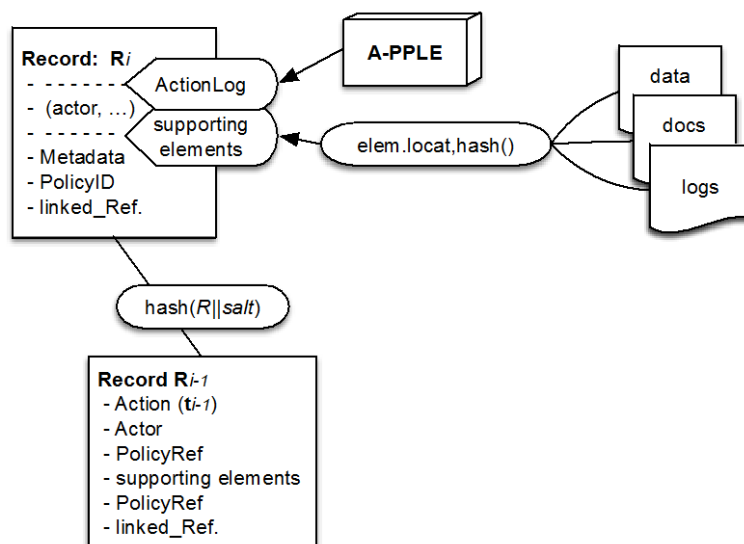 Record: Ri
- - - - - - - -
- (actor, …)
- - - - - - -
- Metadata
- PolicyID
- linked_Ref.
ActionLog
supporting
elements
A-PPLE
elem.locat,hash()
data
docs
logs
hash(R||salt)
Record Ri-1
- Action (ti-1)
- Actor
- PolicyRef
- supporting elements
- PolicyRef
- linked_Ref.